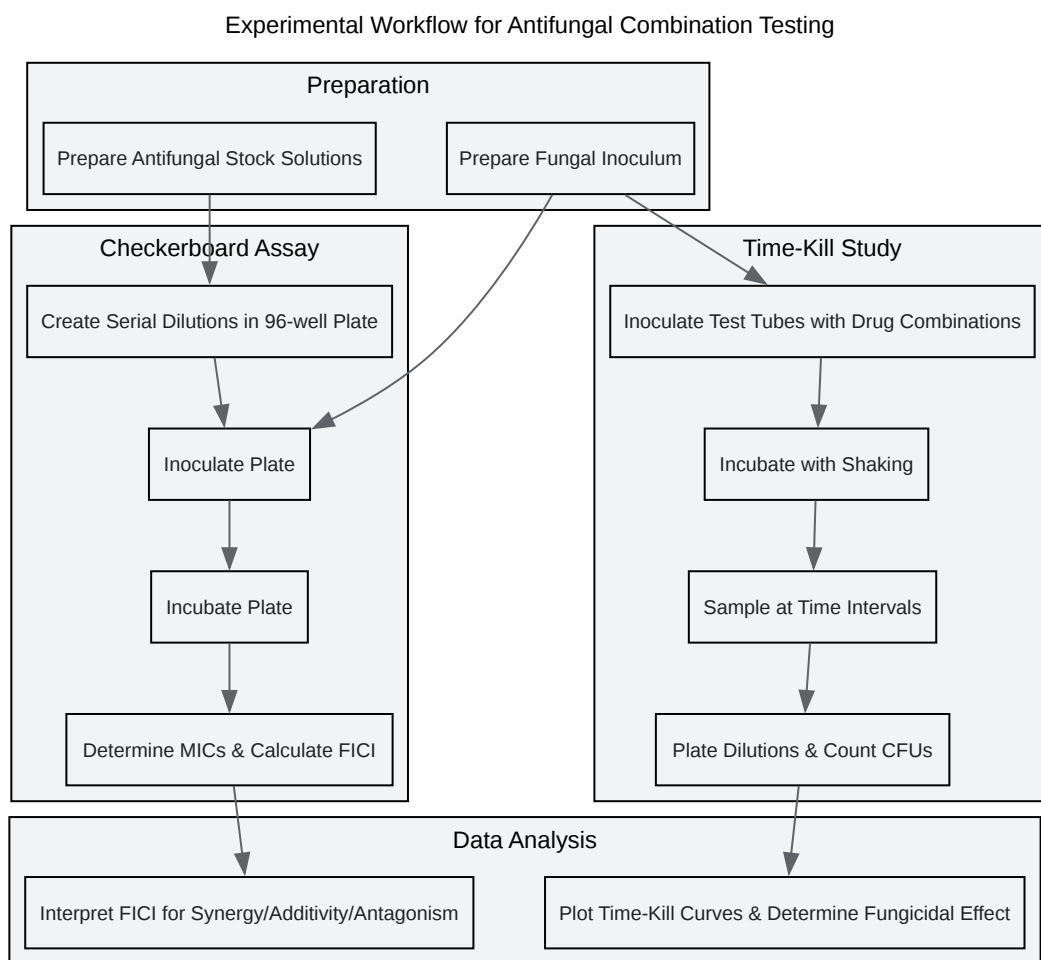 Experimental Workflow for Antifungal Combination Testing
Preparation
Prepare Antifungal Stock Solutions
Prepare Fungal Inoculum
Checkerboard Assay
Time-Kill Study
Create Serial Dilutions in 96-well Plate
Inoculate Test Tubes with Drug Combinations
Inoculate Plate
Incubate with Shaking
Incubate Plate
Sample at Time Intervals
Determine MICs & Calculate FICI
Plate Dilutions & Count CFUs
Data Analysis
Interpret FICI for Synergy/Additivity/Antagonism
Plot Time-Kill Curves & Determine Fungicidal Effect